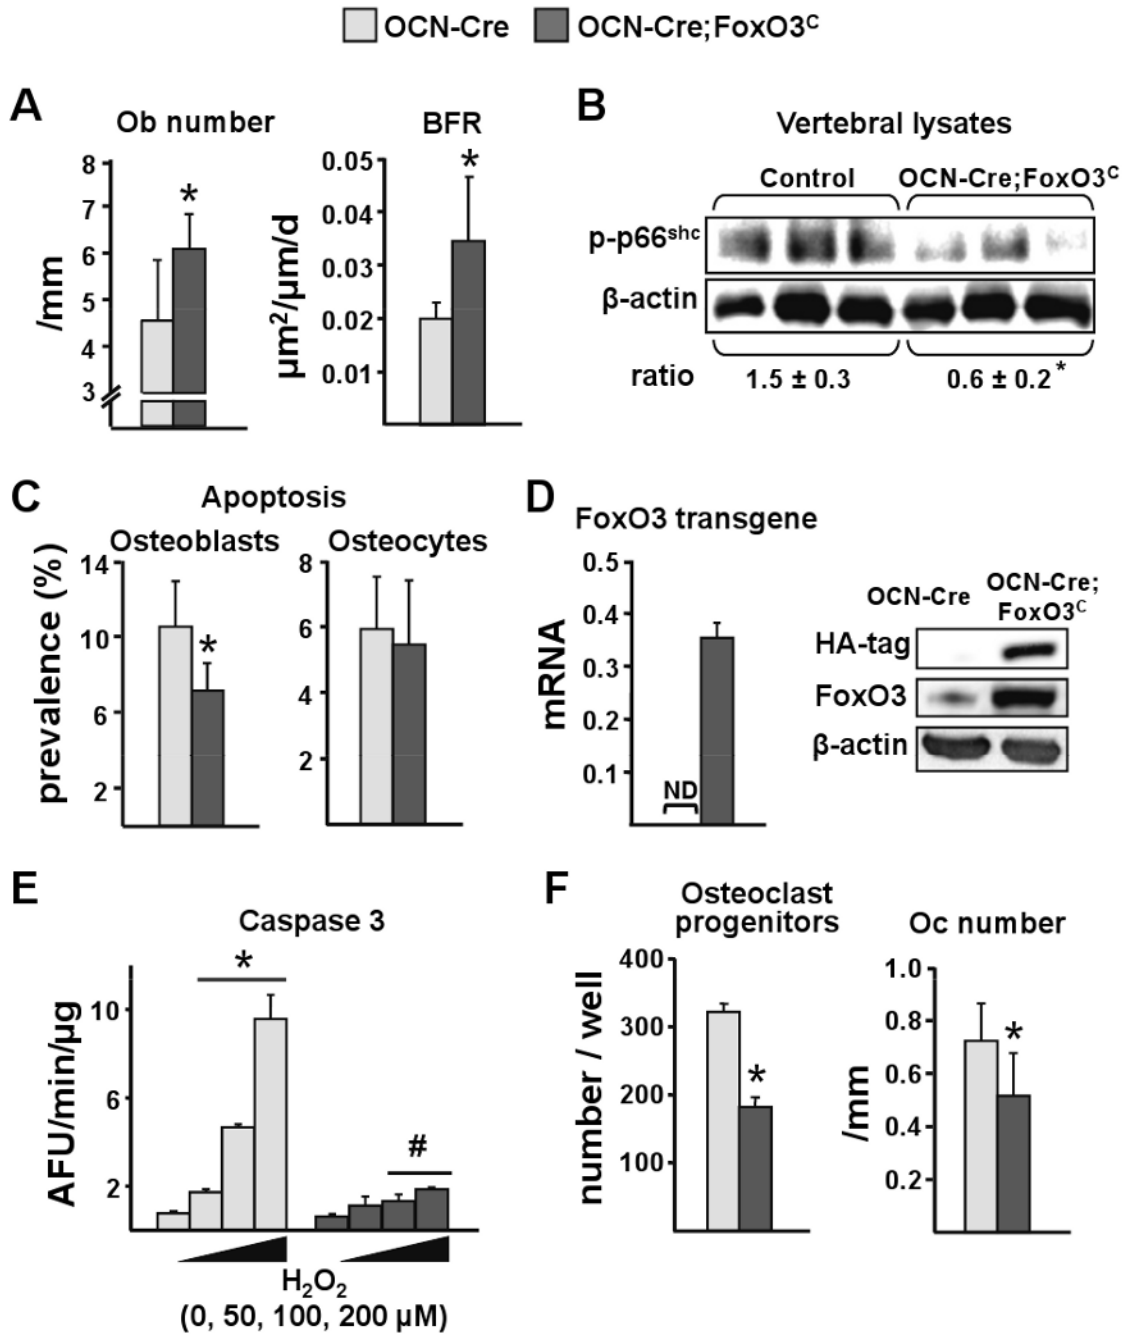 OCN-Cre OCN-Cre;FoxO3ᶜ
A
Ob number
8
7
6
5
4
3
/mm
*
BFR
0.05
0.04
0.03
0.02
0.01
µm²/µm/d
*
B
Vertebral lysates
Control OCN-Cre;FoxO3ᶜ
p-p66ˢʰᶜ
β-actin
ratio 1.5 ± 0.3 0.6 ± 0.2*
C
Apoptosis
Osteoblasts Osteocytes
prevalence (%)
14
10
6
2
*
8
6
4
2
D
FoxO3 transgene
mRNA
0.5
0.4
0.3
0.2
0.1
ND
OCN-Cre OCN-Cre;
FoxO3ᶜ
HA-tag
FoxO3
β-actin
E
Caspase 3
AFU/min/µg
10
6
2
*
#
H₂O₂
(0, 50, 100, 200 µM)
F
Osteoclast
progenitors
number / well
400
300
200
100
*
Oc number
/mm
1.0
0.8
0.6
0.4
0.2
*